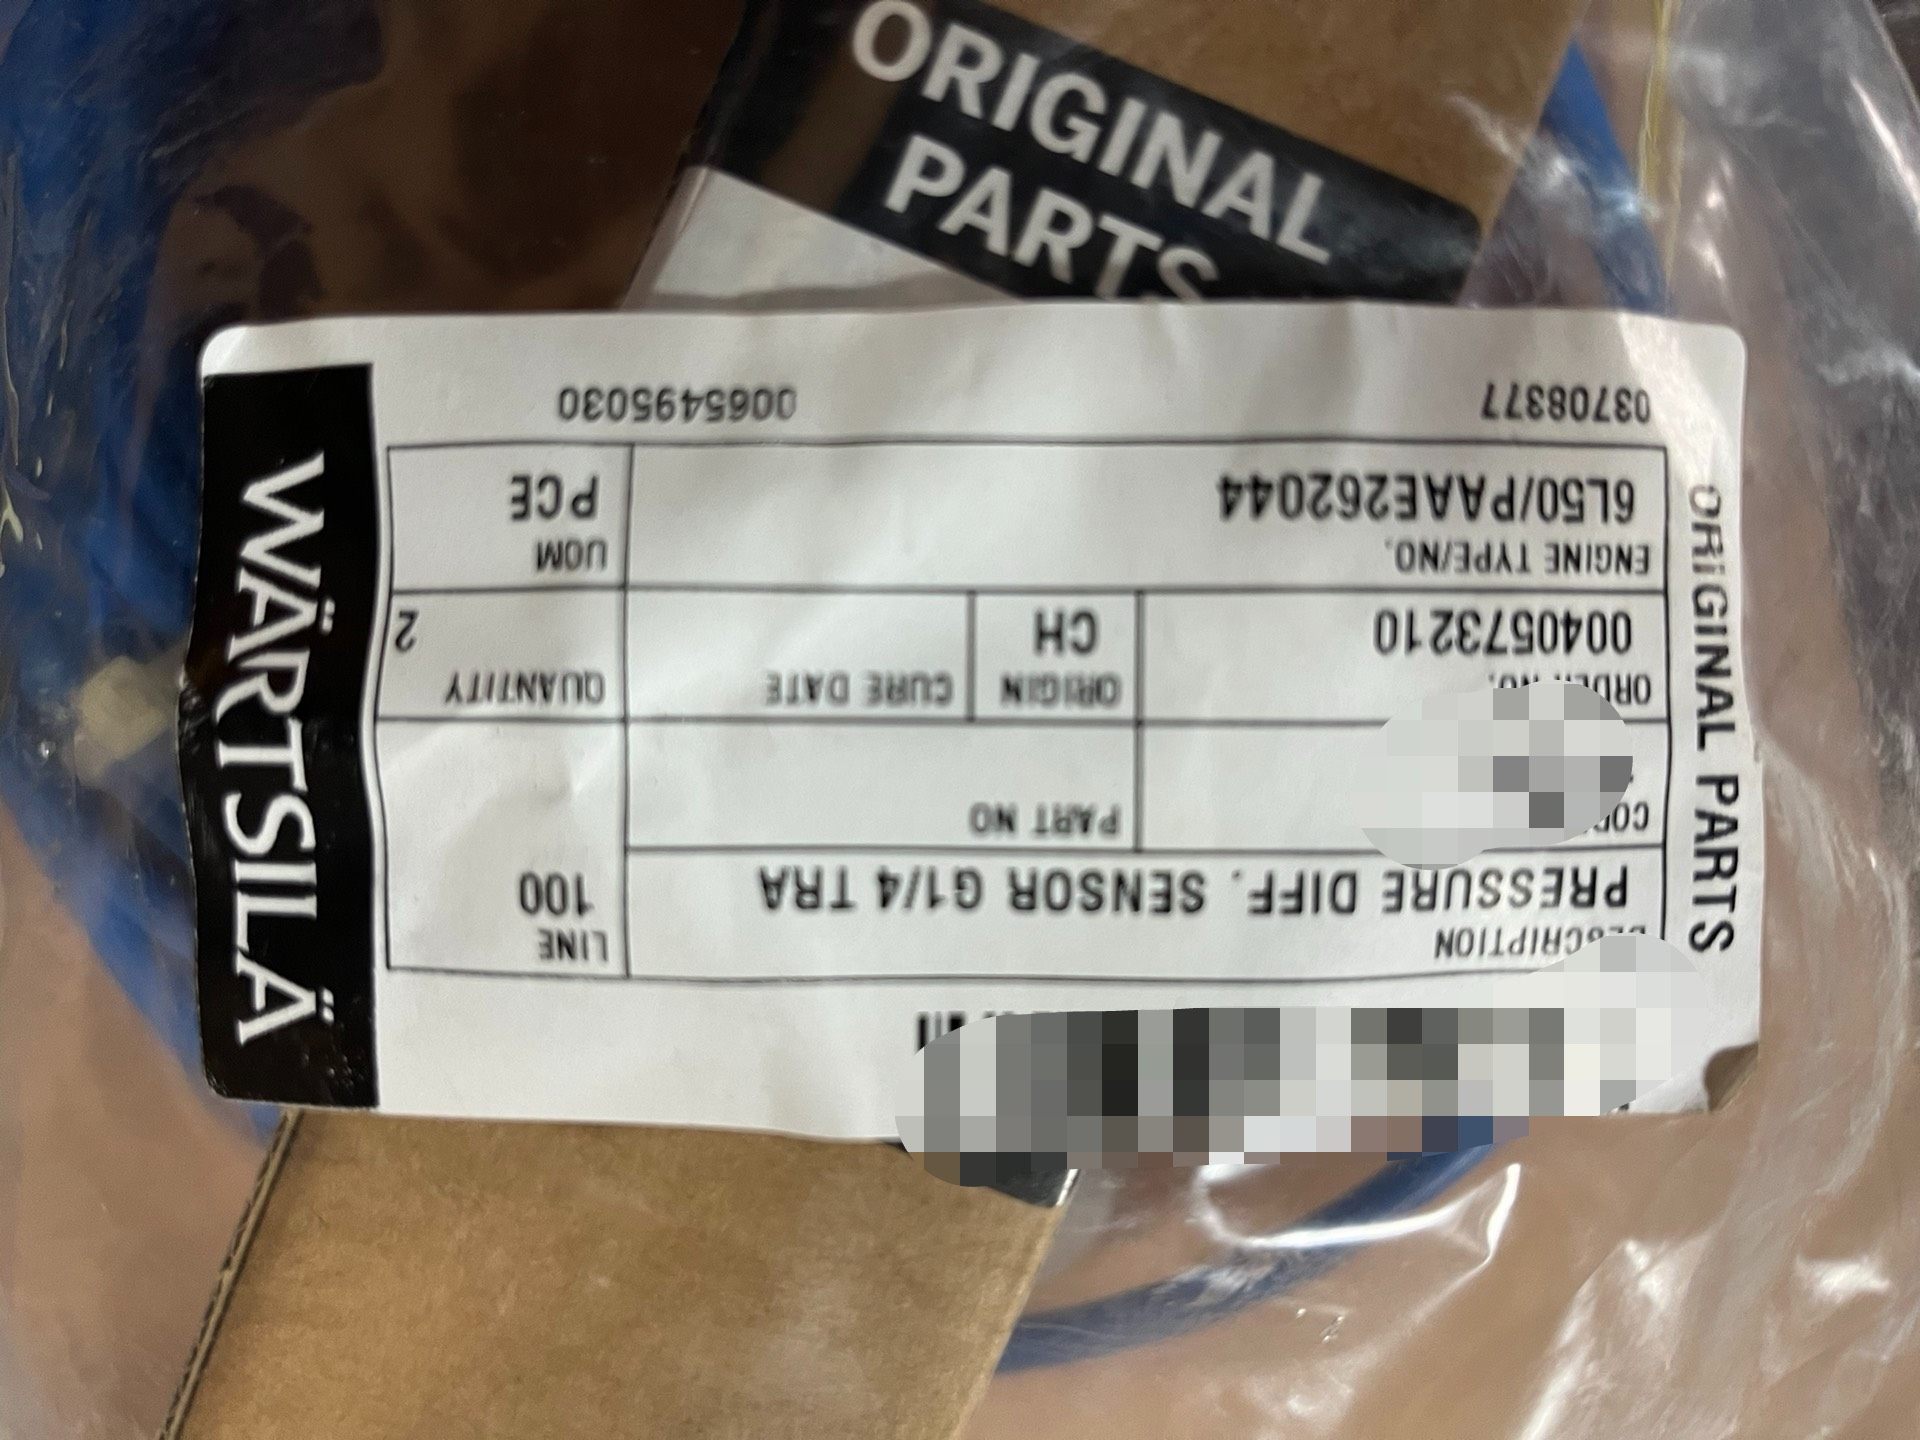 ORIGINAL
PARTS
WÄRTSILÄ
ORIGINAL PARTS
DESCRIPTION
PRESSURE DIFF. SENSOR G1/4 TRA
LINE
100
PART NO
ORDER NO.
0040573210
ORIGIN
CH
CURE DATE
QUANTITY
2
ENGINE TYPE/NO.
6L50/PAAE262044
UOM
PCE
03708377
0065495030